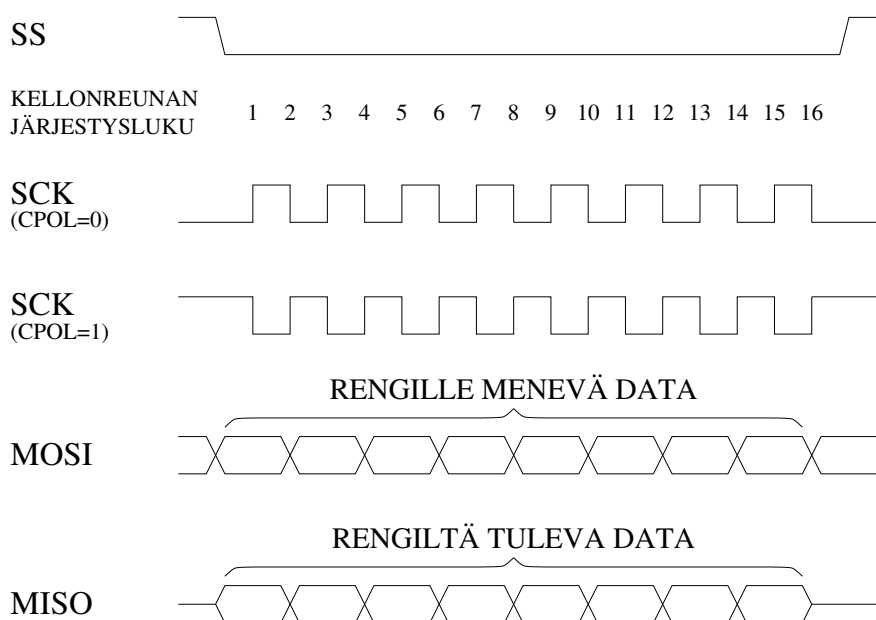 SS
KELLONREUNAN
JÄRJESTYSLUKU
1 2 3 4 5 6 7 8 9 10 11 12 13 14 15 16
SCK
(CPOL=0)
SCK
(CPOL=1)
RENGILLE MENEVÄ DATA
MOSI
RENGILTÄ TULEVA DATA
MISO